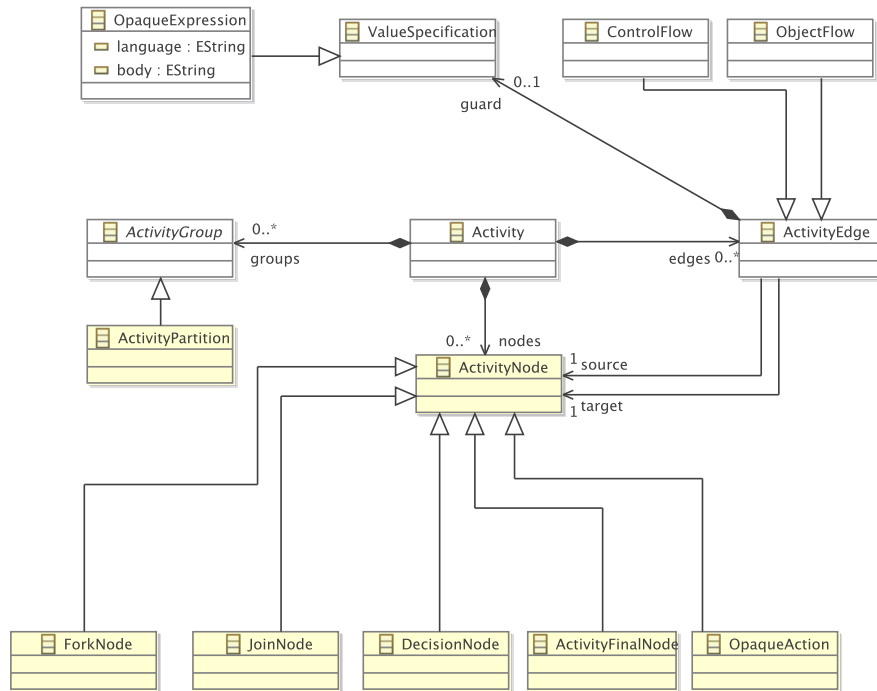 OpaqueExpression
language : EString
body : EString
ValueSpecification
ControlFlow
ObjectFlow
0..1
guard
ActivityGroup
0..*
groups
Activity
edges 0..*
ActivityEdge
ActivityPartition
0..* nodes
ActivityNode
1 source
1 target
ForkNode
JoinNode
DecisionNode
ActivityFinalNode
OpaqueAction